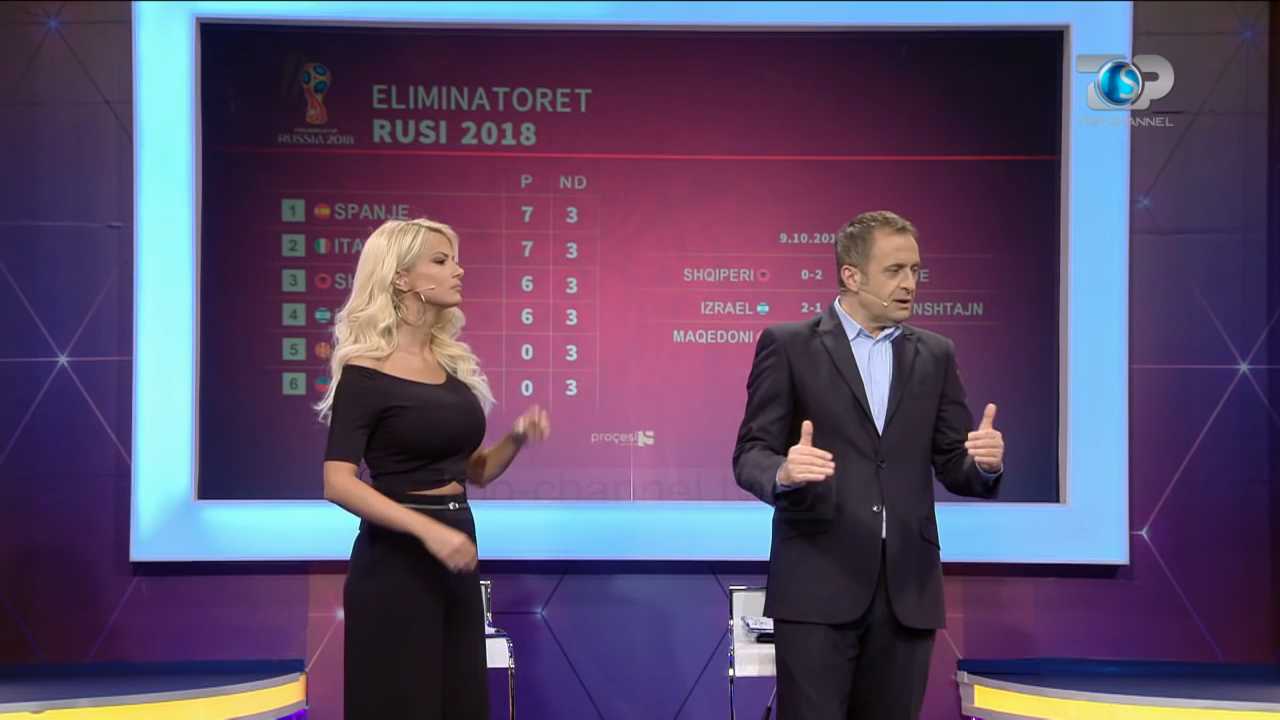 TOP CHANNEL
ELIMINATORET
RUSSIA 2018
RUSI 2018
P ND
1 SPANJE 7 3
2 7 3
3 6 3
4 6 3
5 0 3
6 0 3
SHQIPERI 0-2
IZRAEL 2-1
MAQEDONI
proçesi S